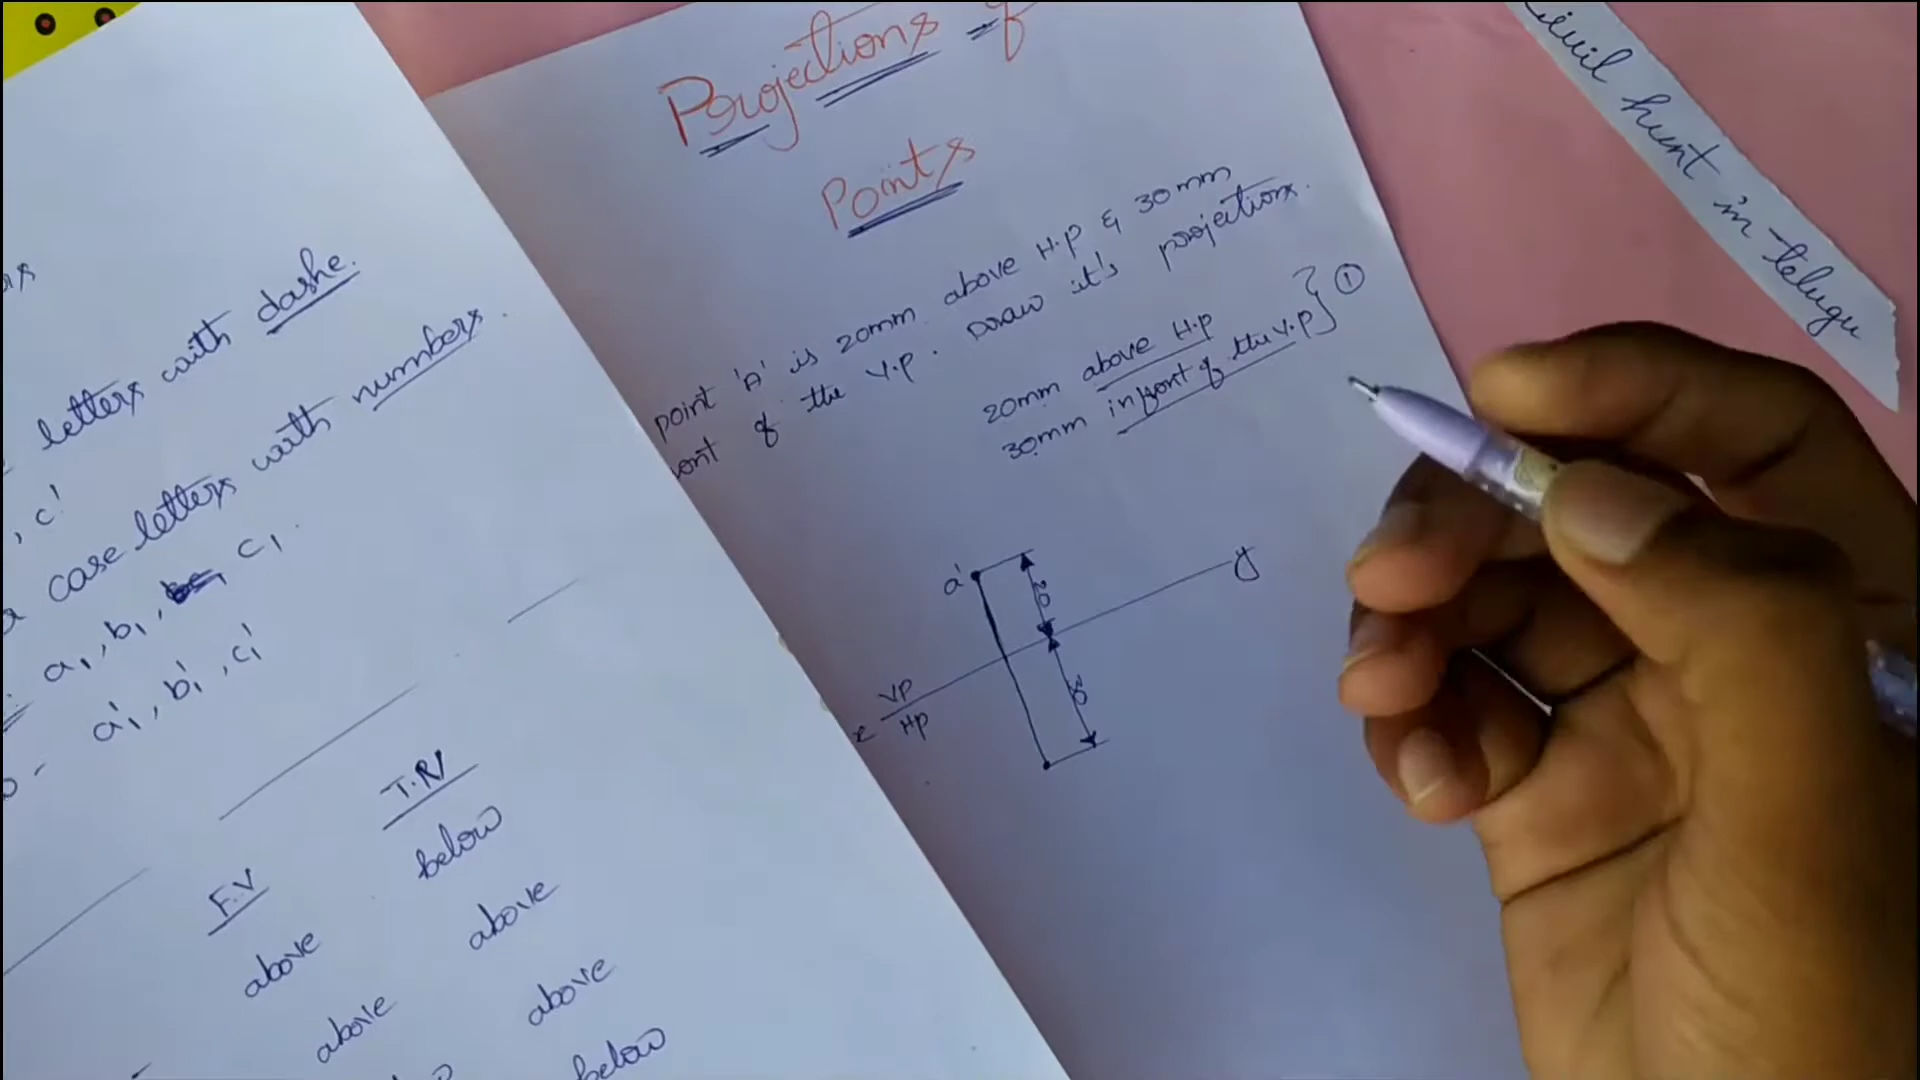 letters with dashe.
, c'
case letters with numbers.
a₁, b₁, c₁.
a₁', b₁', c₁'
F.V T.P.V
above below
above above
above
below
Projections of
Points
point 'A' is 20mm above H.P & 30mm
of the V.P. Draw it's projections.
20mm above H.P
30mm infront of the V.P } ①
a'
20
y
VP
HP
30
x
civil hunt in telugu